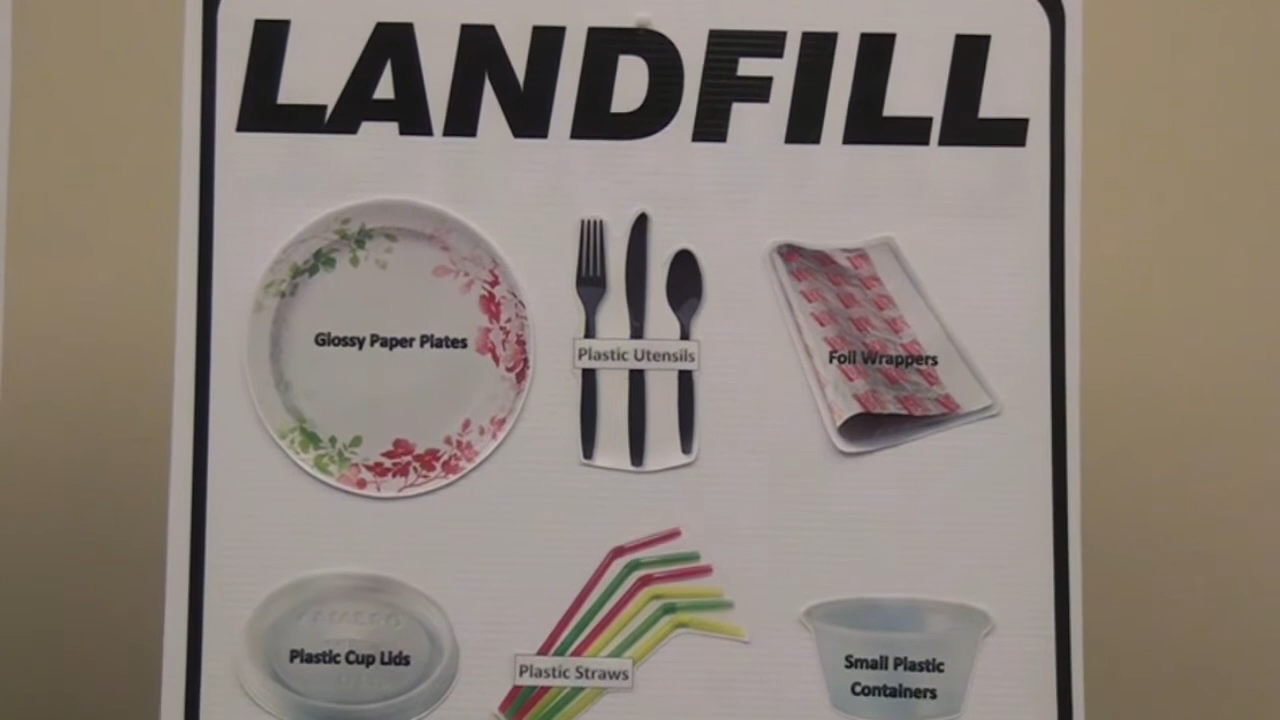 LANDFILL
Glossy Paper Plates
Plastic Utensils
Foil Wrappers
Plastic Cup Lids
Plastic Straws
Small Plastic
Containers